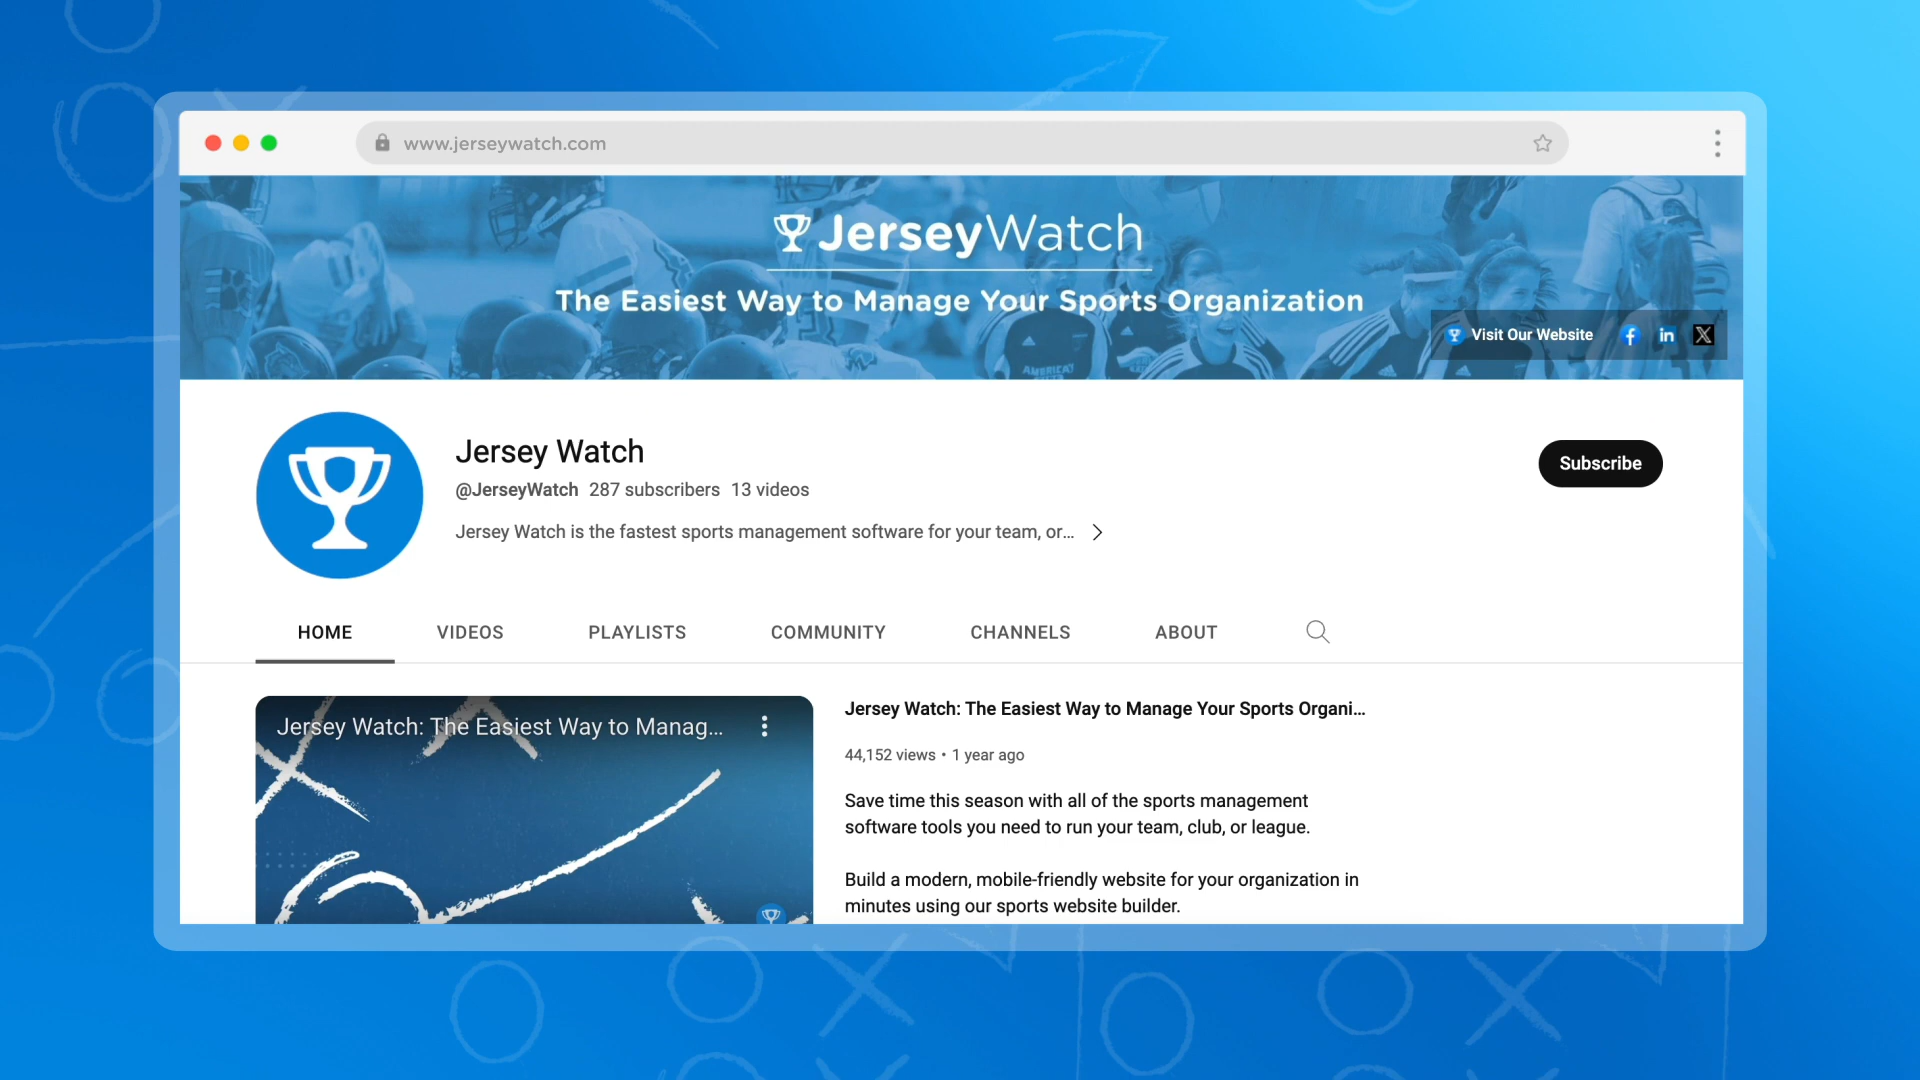 www.jerseywatch.com
JerseyWatch
The Easiest Way to Manage Your Sports Organization
AMERICA
Visit Our Website
Jersey Watch
@JerseyWatch 287 subscribers 13 videos
Jersey Watch is the fastest sports management software for your team, or...
Subscribe
HOME VIDEOS PLAYLISTS COMMUNITY CHANNELS ABOUT
Jersey Watch: The Easiest Way to Manag...
Jersey Watch: The Easiest Way to Manage Your Sports Organi...
44,152 views • 1 year ago
Save time this season with all of the sports management
software tools you need to run your team, club, or league.
Build a modern, mobile-friendly website for your organization in
minutes using our sports website builder.